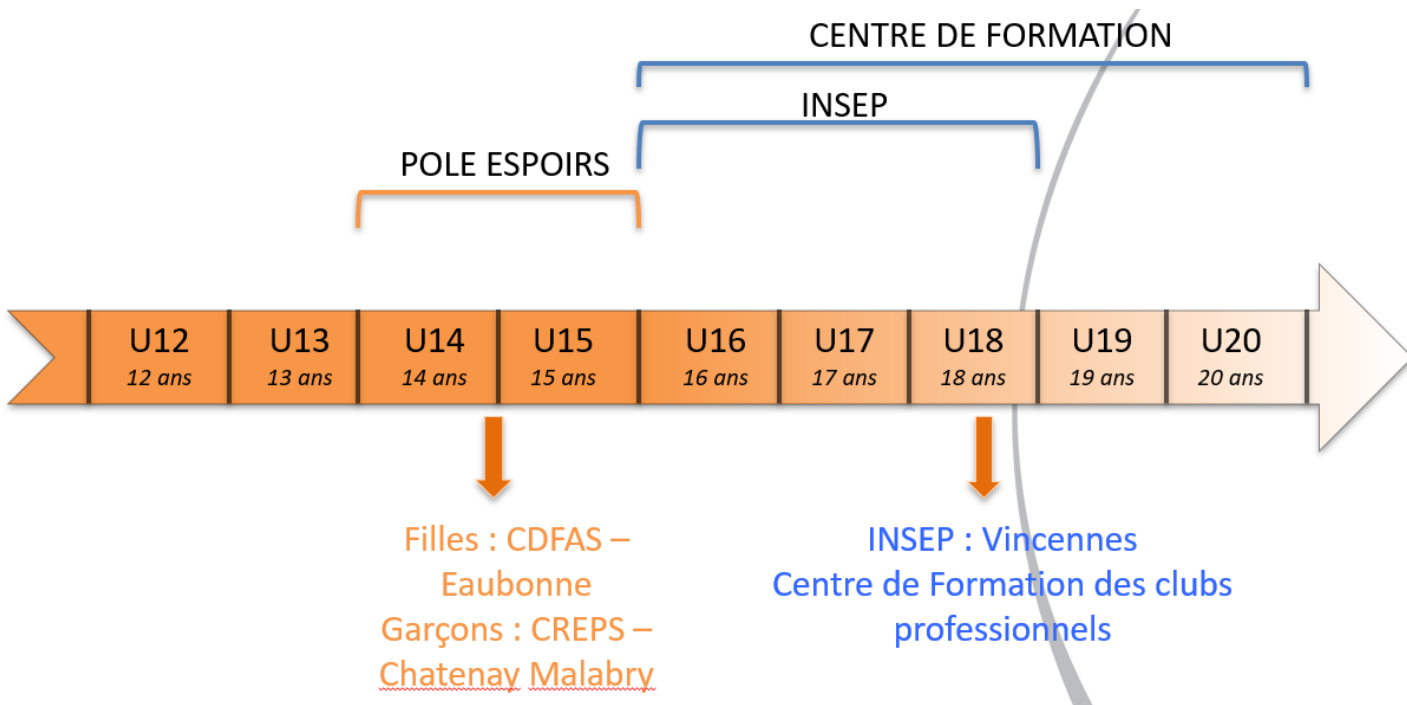 CENTRE DE FORMATION
INSEP
POLE ESPOIRS
U12 U13 U14 U15 U16 U17 U18 U19 U20
12 ans 13 ans 14 ans 15 ans 16 ans 17 ans 18 ans 19 ans 20 ans
Filles : CDFAS –
Eaubonne
Garçons : CREPS –
Chatenay Malabry
INSEP : Vincennes
Centre de Formation des clubs
professionnels